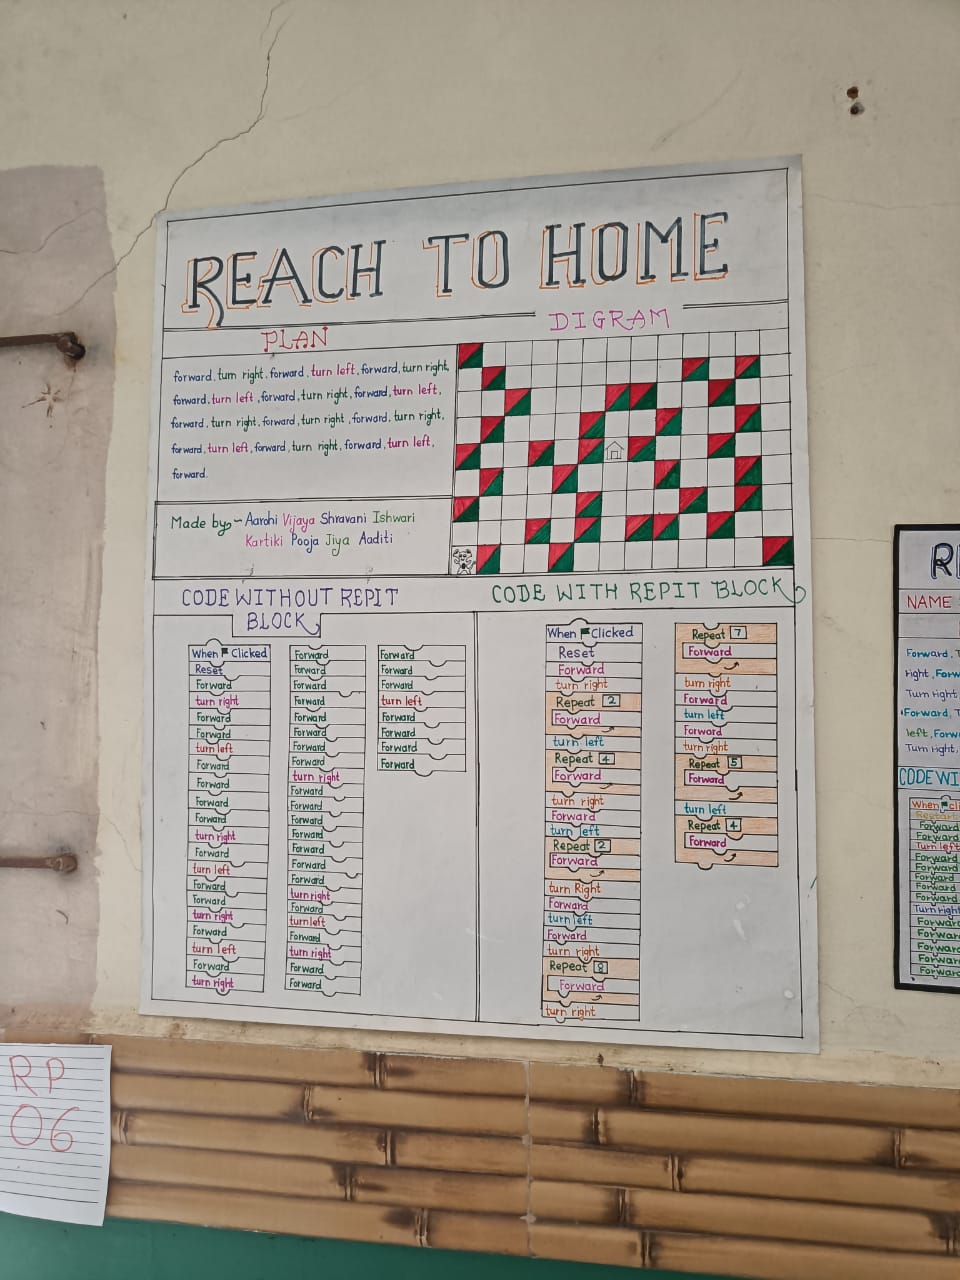 REACH TO HOME
PLAN
DIGRAM
forward, turn right, forward, turn left, forward, turn right,
forward, turn left, forward, turn right, forward, turn left,
forward, turn right, forward, turn right, forward, turn right,
forward, turn left, forward, turn right, forward, turn left,
forward.
Made by:- Aarohi Vijaya Shravani Ishwari
Kartiki Pooja Jiya Aaditi
CODE WITHOUT REPIT
BLOCK
When Clicked
Reset
Forward
turn right
Forward
Forward
turn left
Forward
Forward
Forward
Forward
turn right
Forward
turn left
Forward
Forward
turn right
Forward
turn left
Forward
turn right
Forward
Forward
Forward
Forward
Forward
Forward
Forward
Forward
turn right
Forward
Forward
Forward
Forward
Forward
Forward
Forward
turn right
Forward
turn left
Forward
turn right
Forward
Forward
Forward
Forward
Forward
turn left
Forward
Forward
Forward
Forward
CODE WITH REPIT BLOCK
When Clicked
Reset
Forward
turn right
Repeat 2
Forward
turn left
Repeat 4
Forward
turn right
Forward
turn left
Repeat 2
Forward
turn Right
Forward
turn left
Forward
turn right
Repeat 8
Forward
turn right
Repeat 7
Forward
turn right
Forward
turn left
Forward
turn right
Repeat 5
Forward
turn left
Repeat 4
Forward
NAME
Forward, T
right, Forw
Turn right
Forward, T
left, Forw
Turn right,
CODE WI
When cli
Forward
Forward
Turn left
Forward
Forward
Forward
Forward
Forward
Turn right
Forward
Forward
Forward
Forward
Forward
RP
06